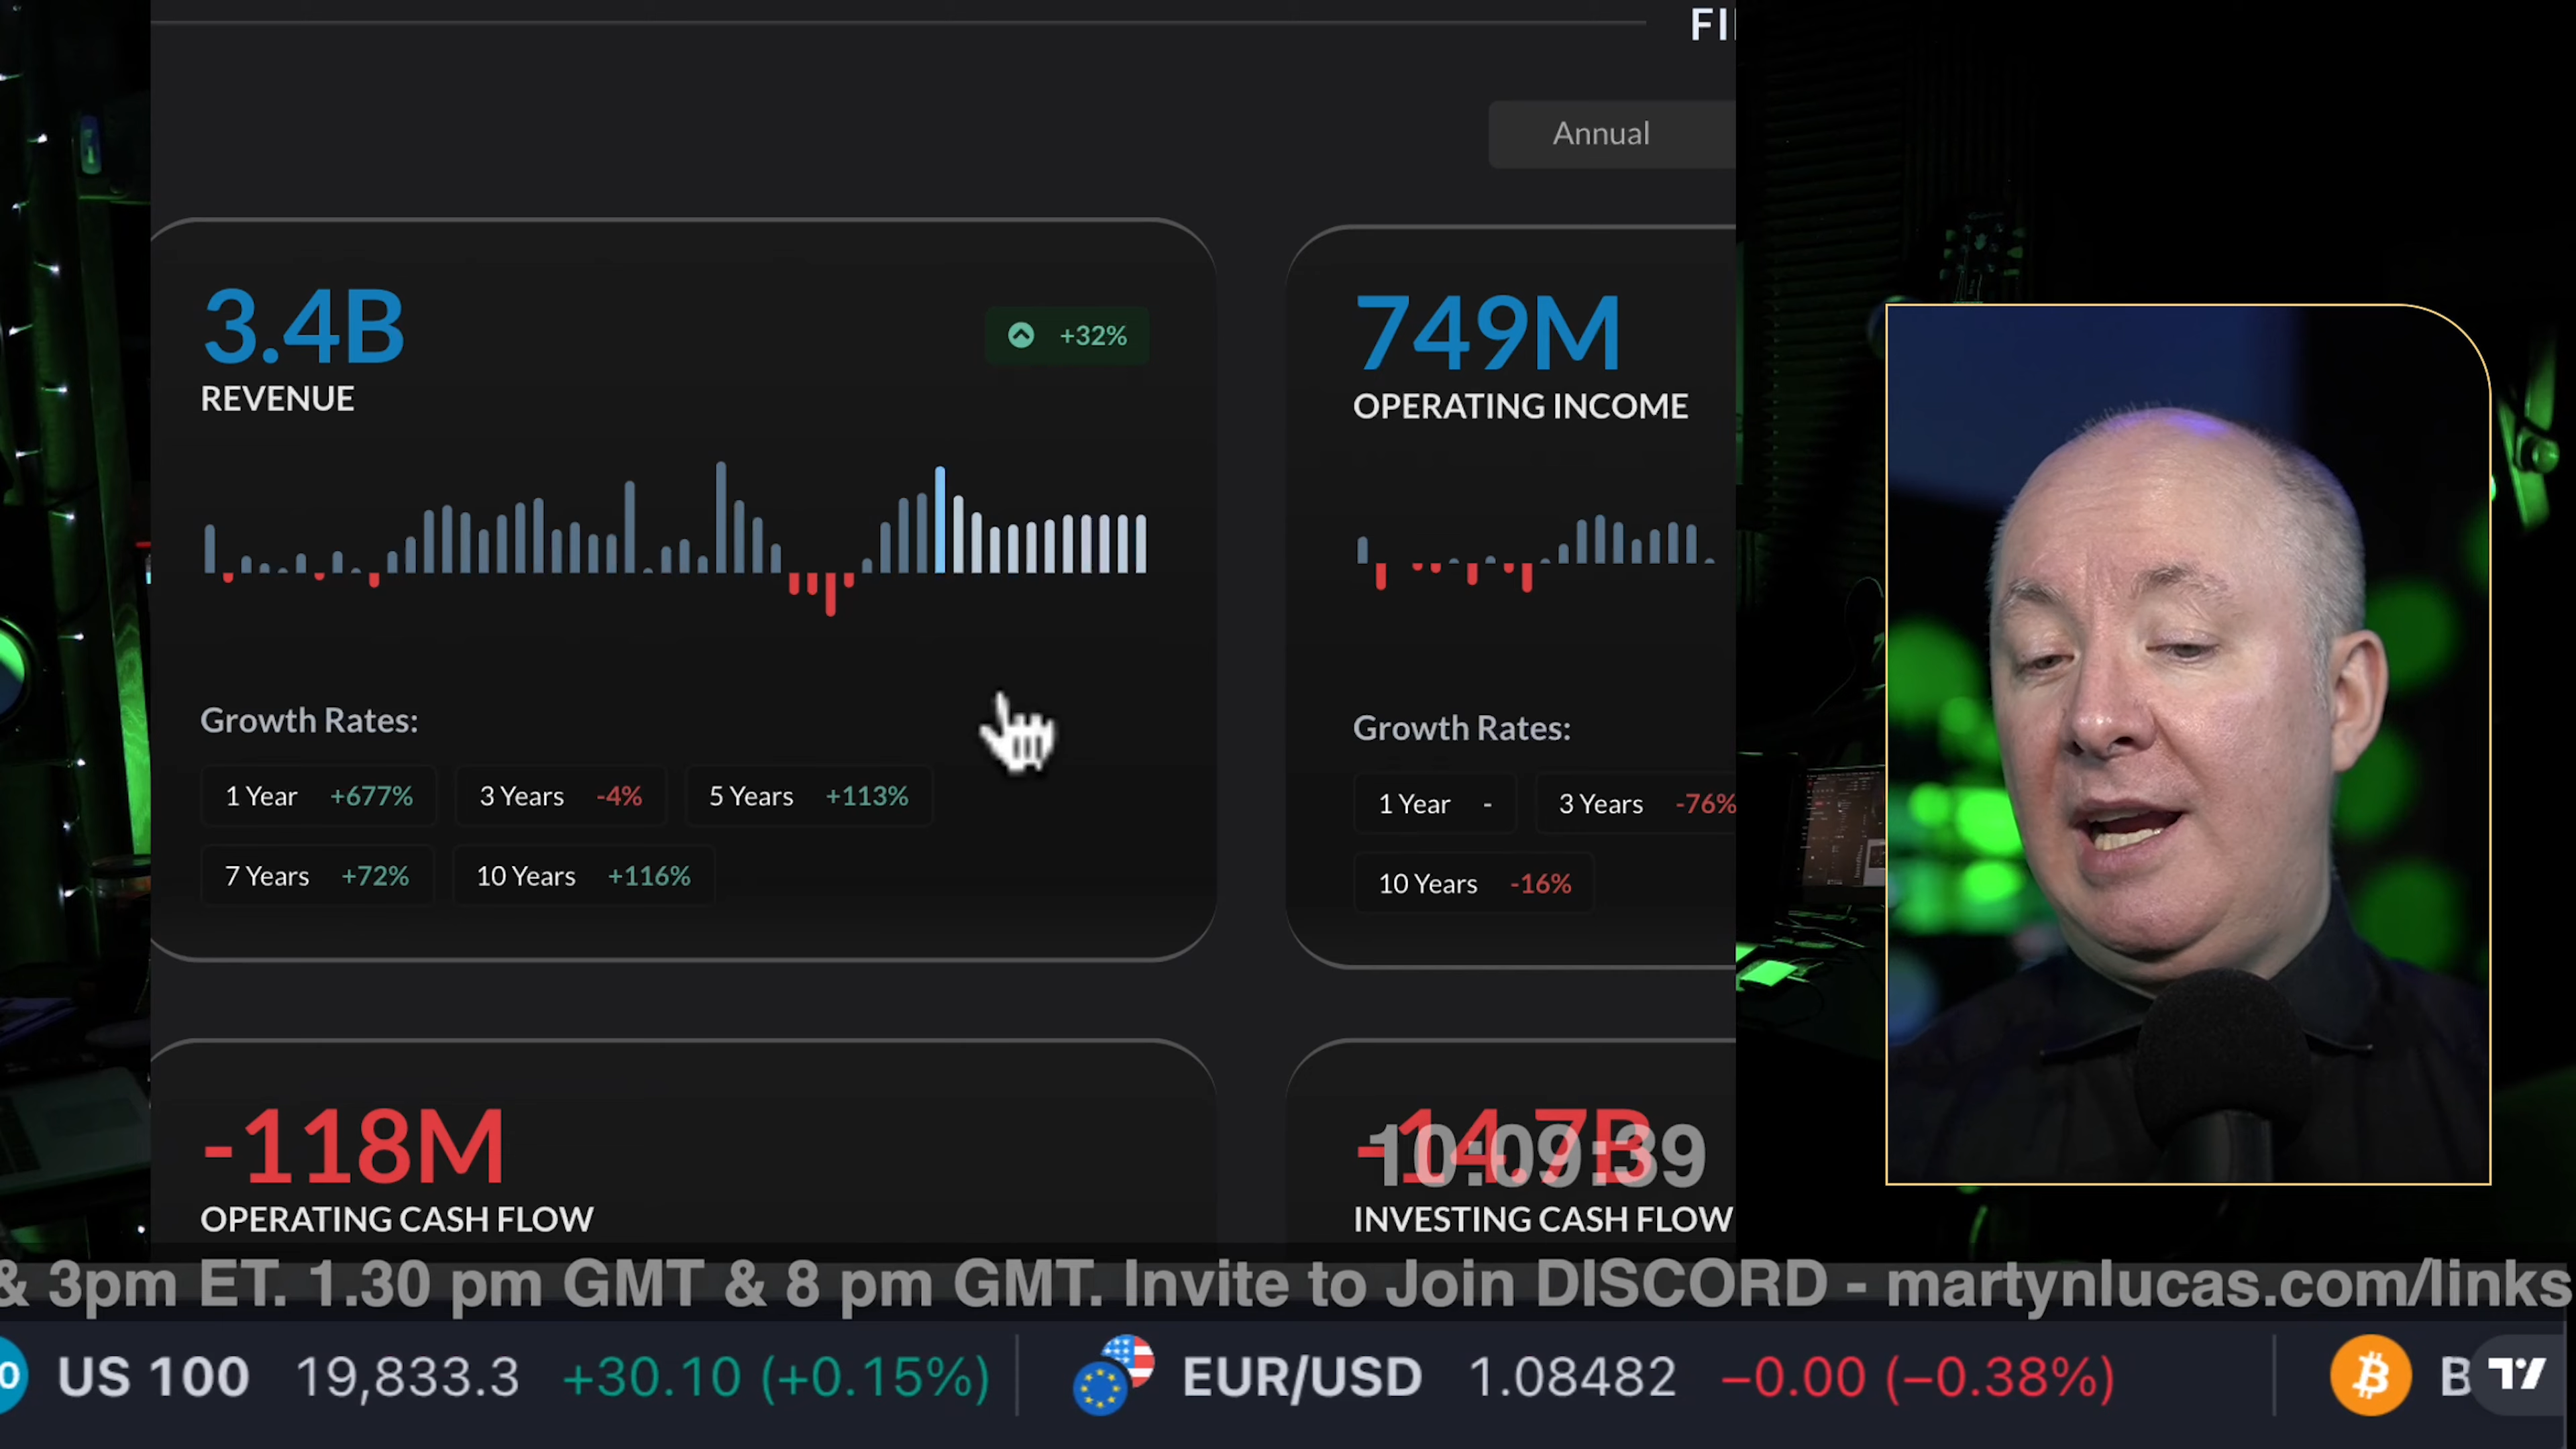 Annual
3.4B
+32%
REVENUE
Growth Rates:
1 Year +677%
3 Years -4%
5 Years +113%
7 Years +72%
10 Years +116%
749M
OPERATING INCOME
Growth Rates:
1 Year -
3 Years -76%
10 Years -16%
-118M
OPERATING CASH FLOW
-14.7B
10:09:39
INVESTING CASH FLOW
& 3pm ET. 1.30 pm GMT & 8 pm GMT. Invite to Join DISCORD - martynlucas.com/links
US 100 19,833.3 +30.10 (+0.15%)
EUR/USD 1.08482 −0.00 (−0.38%)